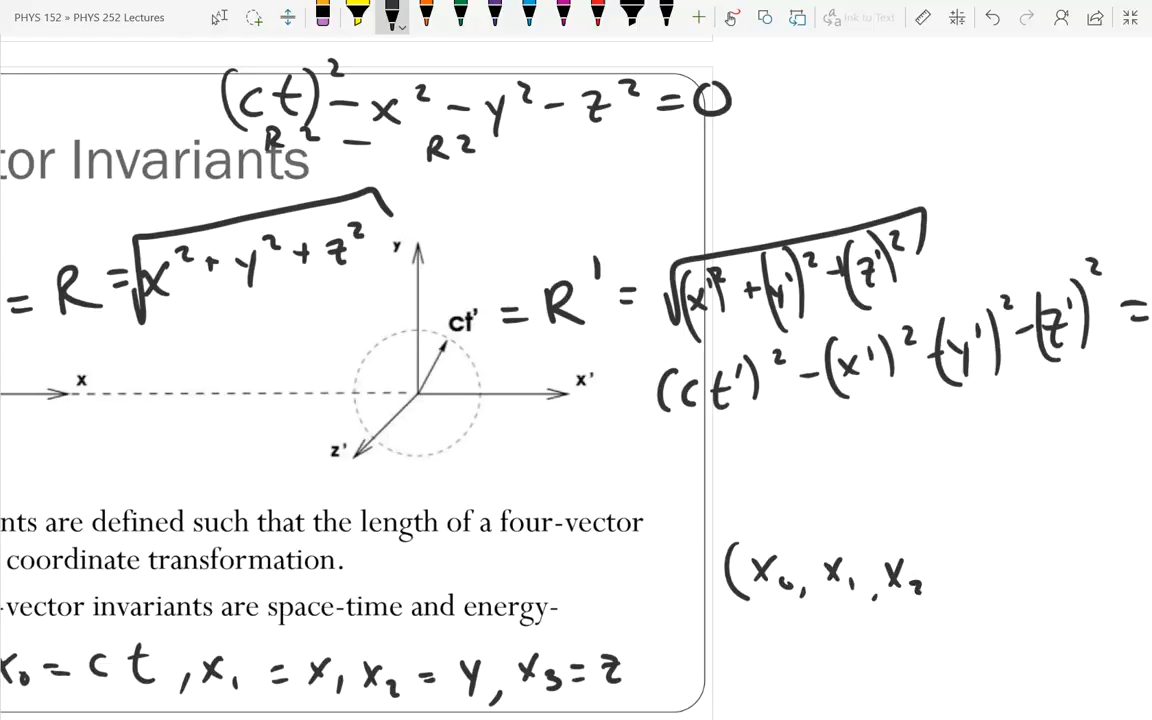 PHYS 152 » PHYS 252 Lectures
Ink to Text
(ct)² - x² - y² - z² = 0
R² - R²
tor Invariants
= R = √x² + y² + z²
y
ct' = R' = √(x')² + (y')² + (z')²
(ct')² - (x')² - (y')² - (z')² =
x
x'
z'
nts are defined such that the length of a four-vector
coordinate transformation.
(x₀, x₁, x₂
-vector invariants are space-time and energy-
x₀ = ct, x₁ = x, x₂ = y, x₃ = z